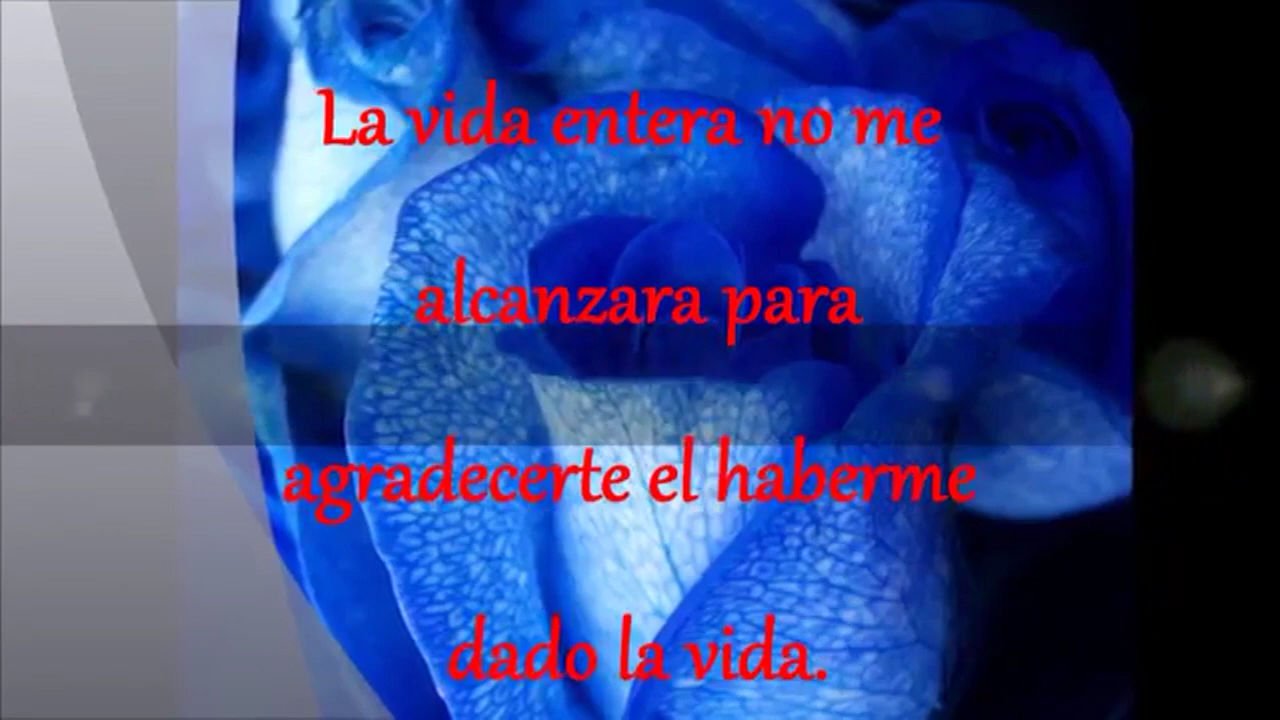 La vida entera no me
alcanzara para
agradecerte el haberme
dado la vida.